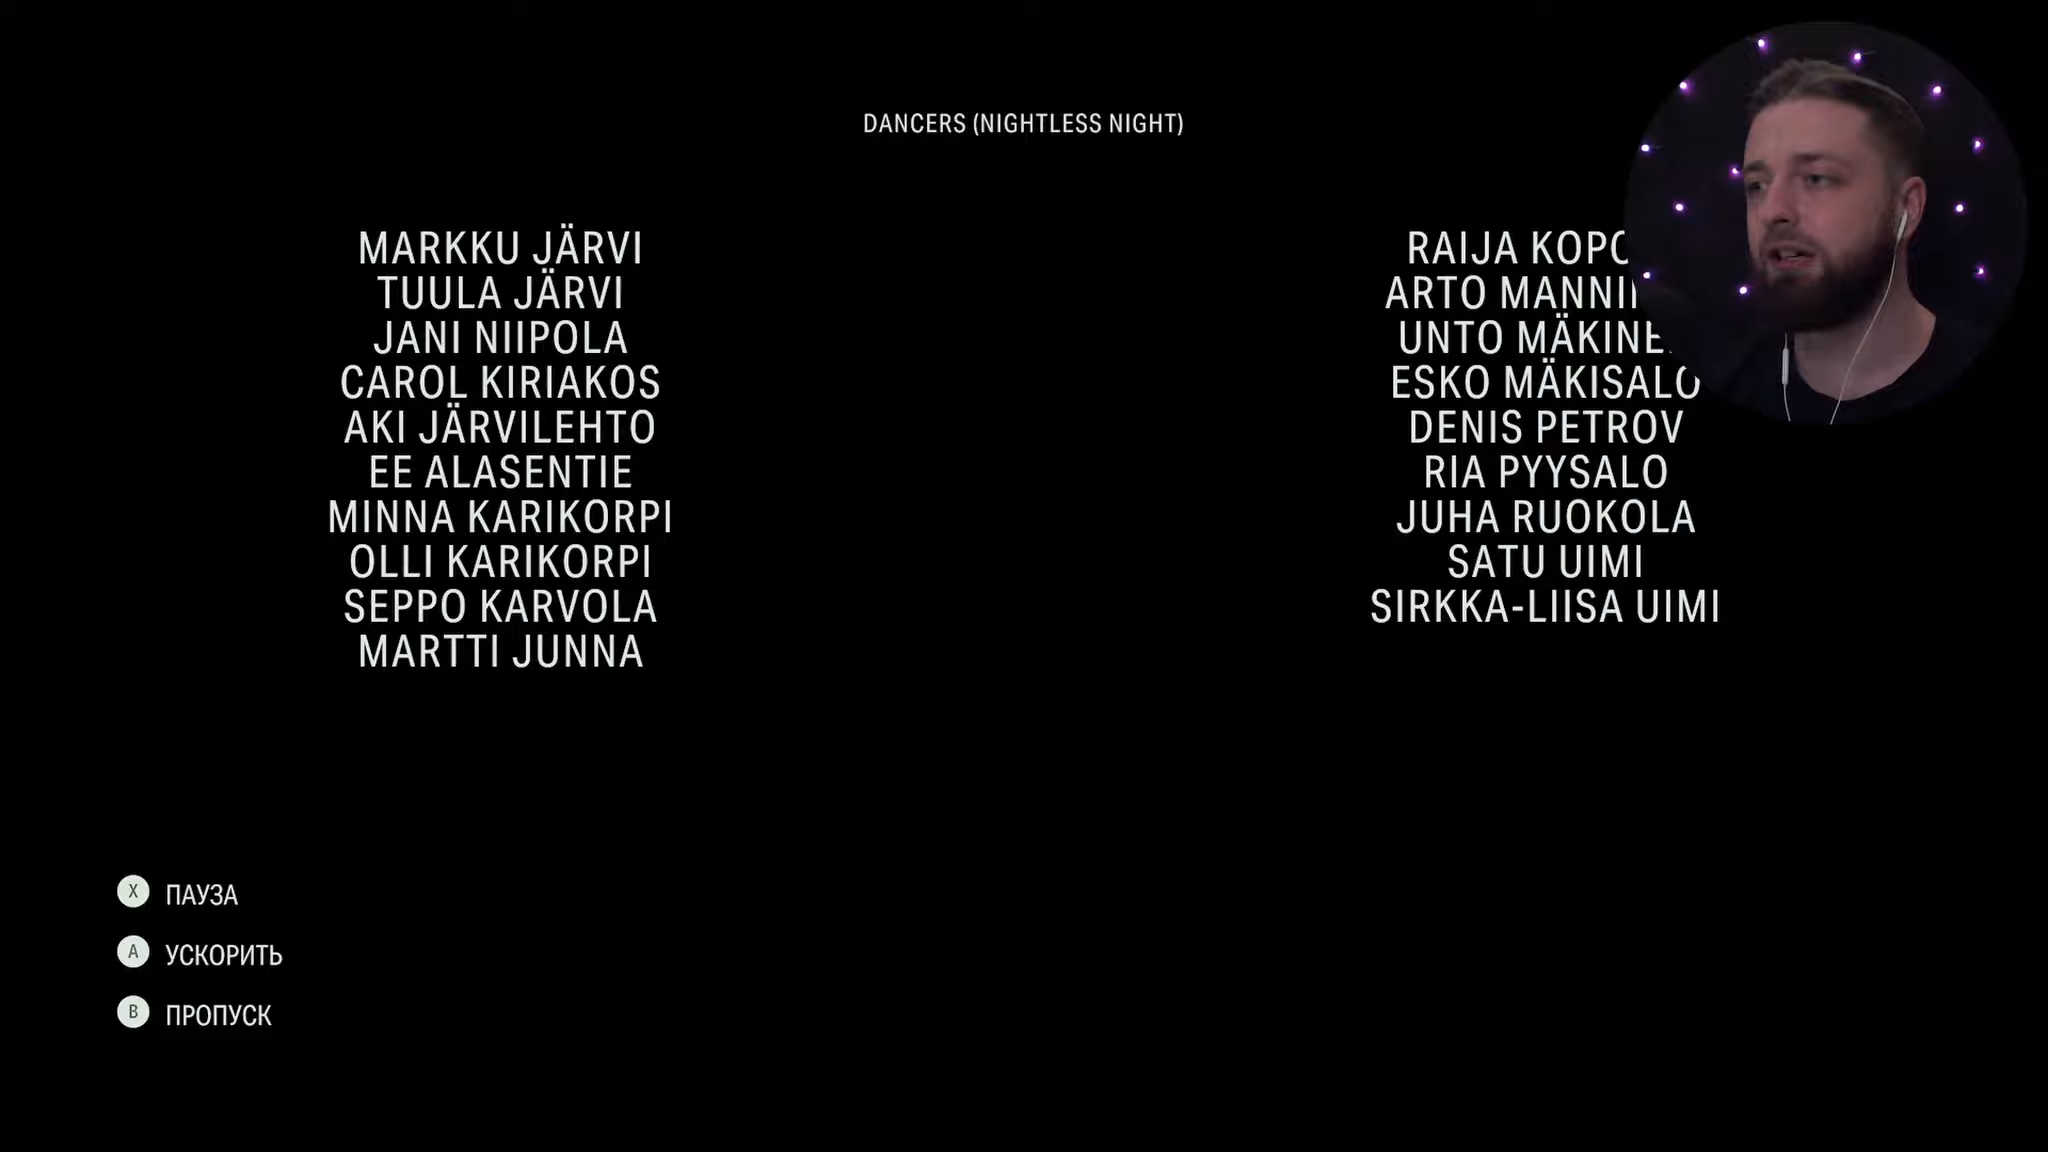 DANCERS (NIGHTLESS NIGHT)
MARKKU JÄRVI
TUULA JÄRVI
JANI NIIPOLA
CAROL KIRIAKOS
AKI JÄRVILEHTO
EE ALASENTIE
MINNA KARIKORPI
OLLI KARIKORPI
SEPPO KARVOLA
MARTTI JUNNA
RAIJA
ARTO
UNTO
ESKO MÄKISALO
DENIS PETROV
RIA PYYSALO
JUHA RUOKOLA
SATU UIMI
SIRKKA-LIISA UIMI
X ПАУЗА
A УСКОРИТЬ
B ПРОПУСК